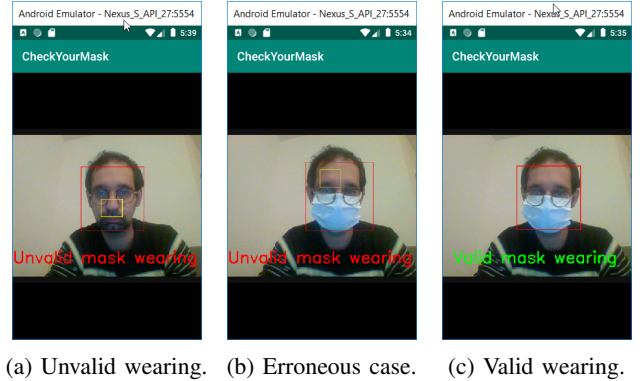 Android Emulator - Nexus_S_API_27:5554
5:39
CheckYourMask
Unvalid mask wearing
(a) Unvalid wearing.
Android Emulator - Nexus_S_API_27:5554
5:34
CheckYourMask
Unvalid mask wearing
(b) Erroneous case.
Android Emulator - Nexus_S_API_27:5554
5:35
CheckYourMask
Valid mask wearing
(c) Valid wearing.